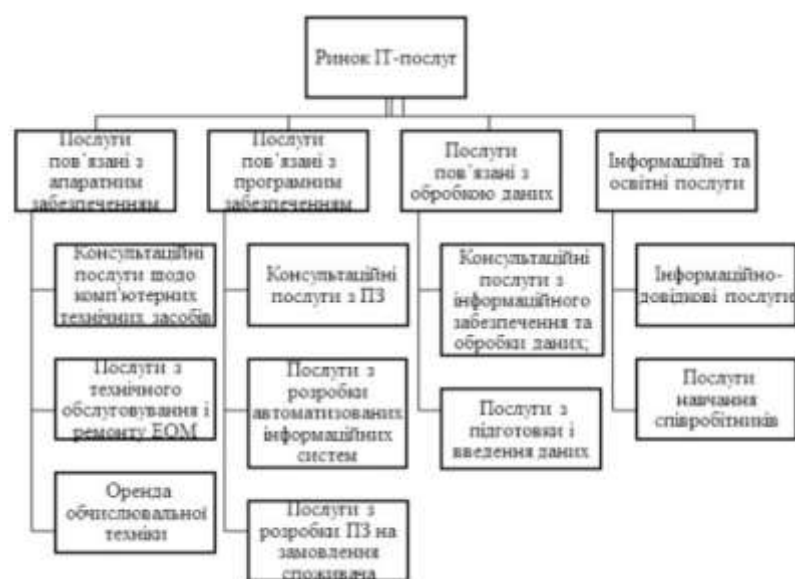 Ринок ІТ-послуг
Послуги
пов'язані з
апаратним
забезпеченням
Послуги
пов'язані з
програмним
забезпеченням
Послуги
пов'язані з
обробкою даних
Інформаційні та
освітні послуги
Консультаційні
послуги щодо
комп'ютерних
технічних засобів
Послуги з
технічного
обслуговування і
ремонту ЕОМ
Оренда
обчислювальної
техніки
Консультаційні
послуги з ПЗ
Послуги з
розробки
автоматизованих
інформаційних
систем
Послуги з
розробки ПЗ на
замовлення
споживача
Консультаційні
послуги з
інформаційного
забезпечення та
обробки даних;
Послуги з
підготовки і
введення даних
Інформаційно-
довідкові послуги
Послуги
навчання
співробітників